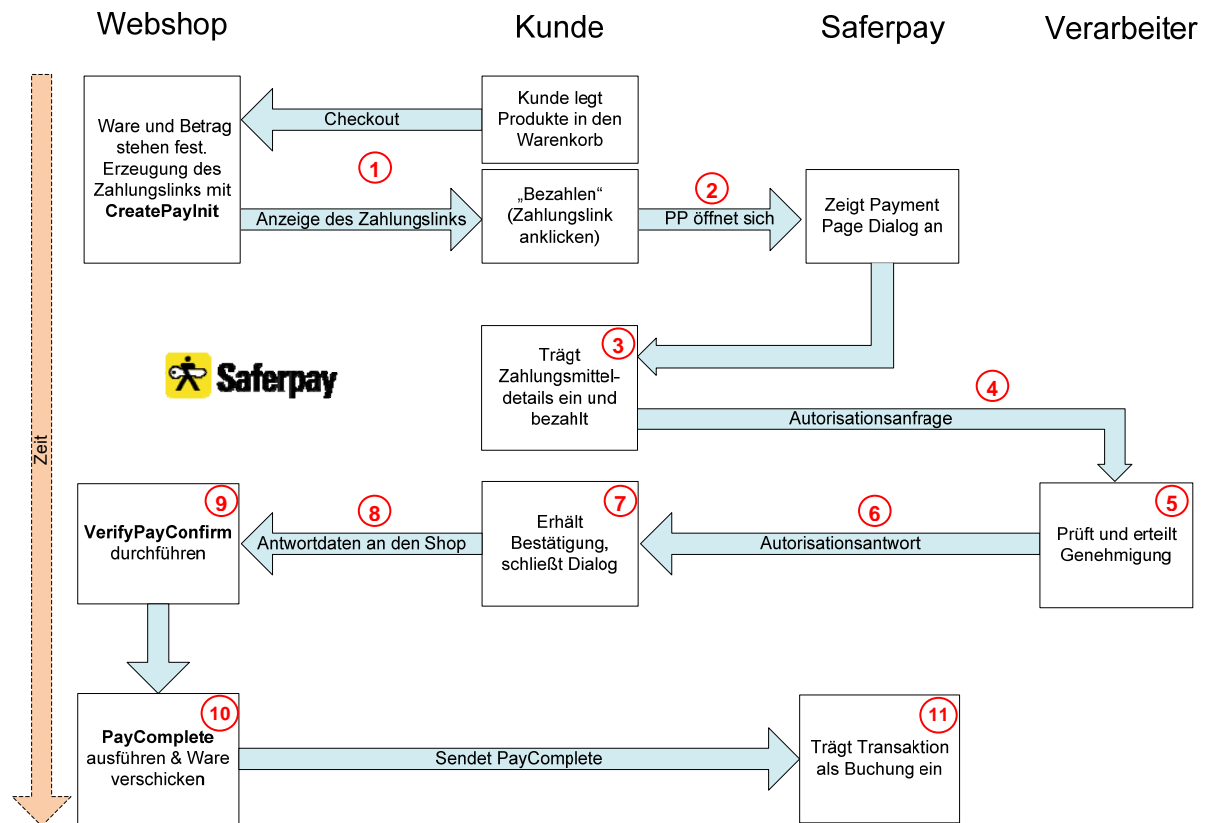 Webshop
Kunde
Saferpay
Verarbeiter
Zeit
Kunde legt
Produkte in den
Warenkorb
Checkout
Ware und Betrag
stehen fest.
Erzeugung des
Zahlungslinks mit
CreatePayInit
1
Anzeige des Zahlungslinks
„Bezahlen“
(Zahlungslink
anklicken)
2
PP öffnet sich
Zeigt Payment
Page Dialog an
Saferpay
3
Trägt
Zahlungsmittel-
details ein und
bezahlt
4
Autorisationsanfrage
5
Prüft und erteilt
Genehmigung
6
Autorisationsantwort
7
Erhält
Bestätigung,
schließt Dialog
8
Antwortdaten an den Shop
9
VerifyPayConfirm
durchführen
10
PayComplete
ausführen & Ware
verschicken
Sendet PayComplete
11
Trägt Transaktion
als Buchung ein